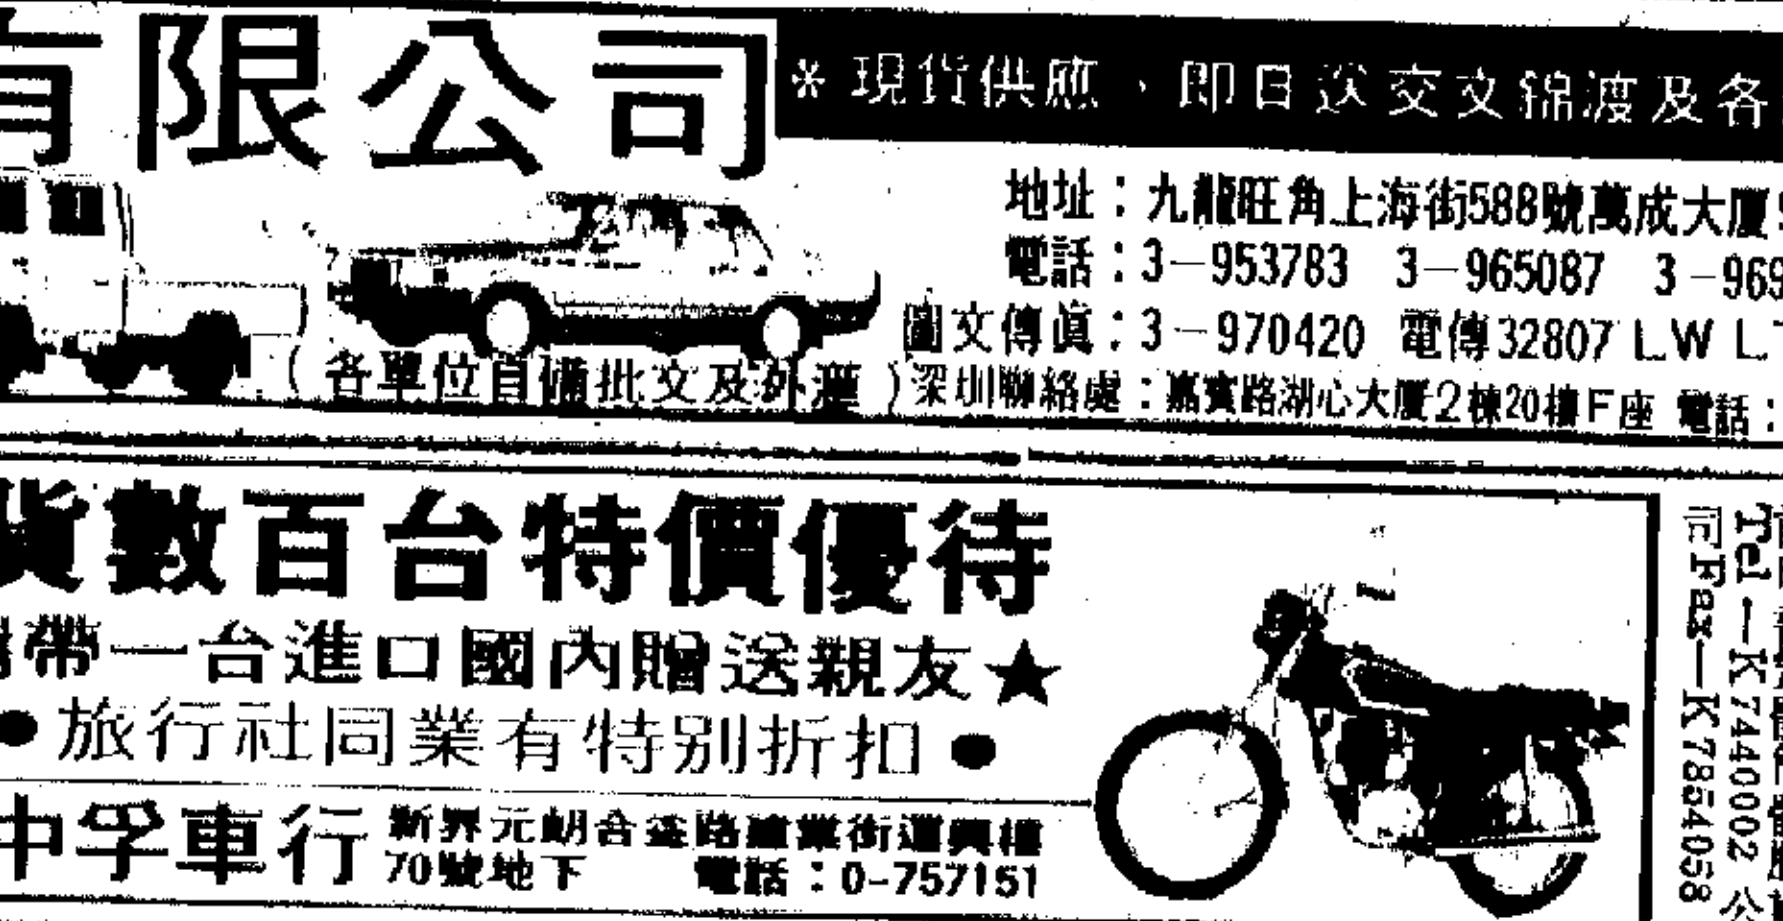 有限公司
*現貨供應、即日送交文錦渡及各
地址：九龍旺角上海街588號萬成大厦
電話：3—953783 3—965087 3—969
圖文傳眞：3—970420 電傳32807 LW L
（各單位自備批文及外滙）
深圳聯絡處：嘉賓路湖心大厦2棟20樓F座 電話：
貨數百台特價優待
攜帶一台進口國內贈送親友★
●旅行社同業有特别折扣●
中孚車行
新界元朗合益路建業街運興樓
70號地下 電話：0-757151
Tel—K7440002 公
Fax—K7854058